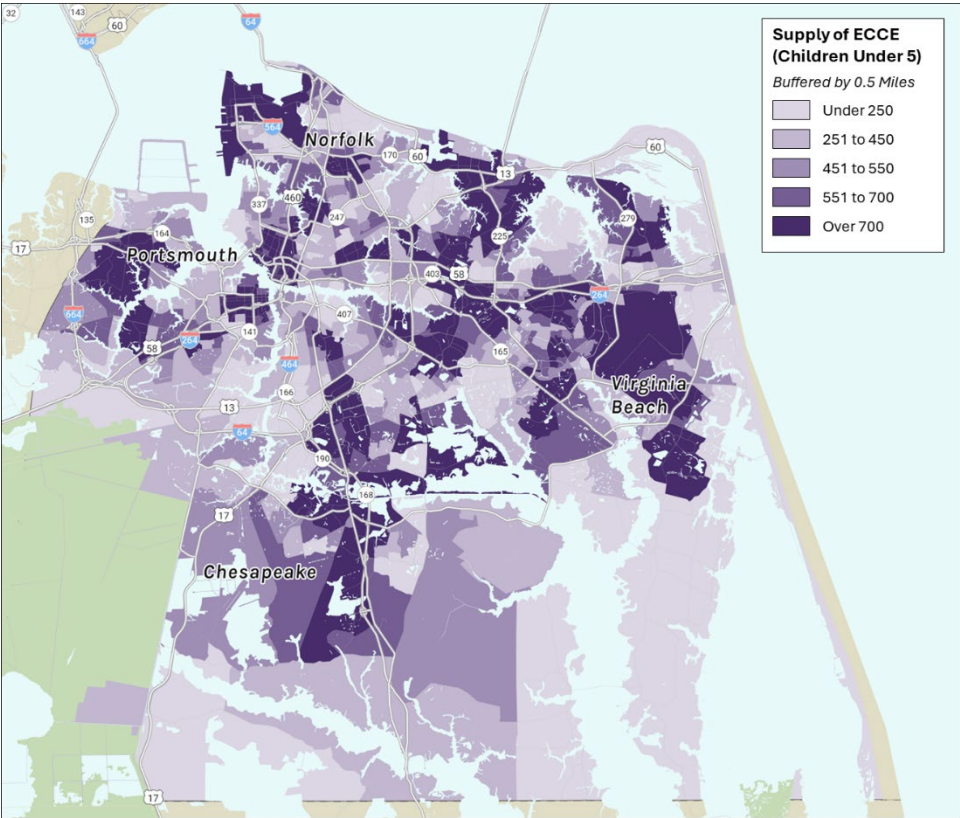 32
143
60
64
664
Supply of ECCE
(Children Under 5)
Buffered by 0.5 Miles
Under 250
251 to 450
451 to 550
551 to 700
Over 700
564
Norfolk
170
60
60
13
460
337
247
279
135
164
225
17
Portsmouth
403
58
264
664
407
141
58
264
165
464
Virginia
Beach
166
13
64
190
168
17
Chesapeake
17